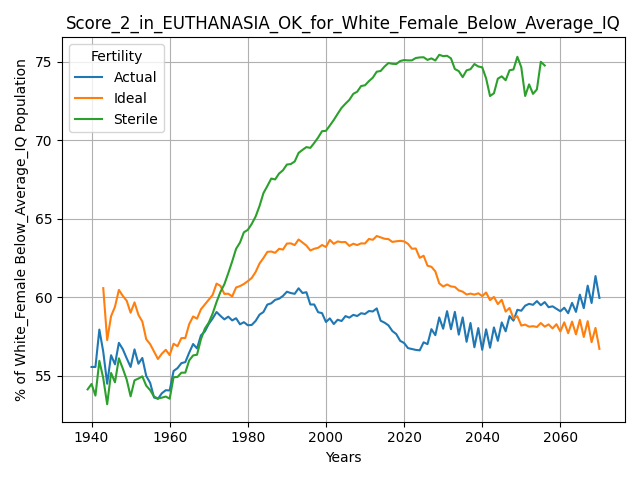 Score_2_in_EUTHANASIA_OK_for_White_Female_Below_Average_IQ
% of White_Female Below_Average_IQ Population
75
70
65
60
55
Fertility
Actual
Ideal
Sterile
1940 1960 1980 2000 2020 2040 2060
Years